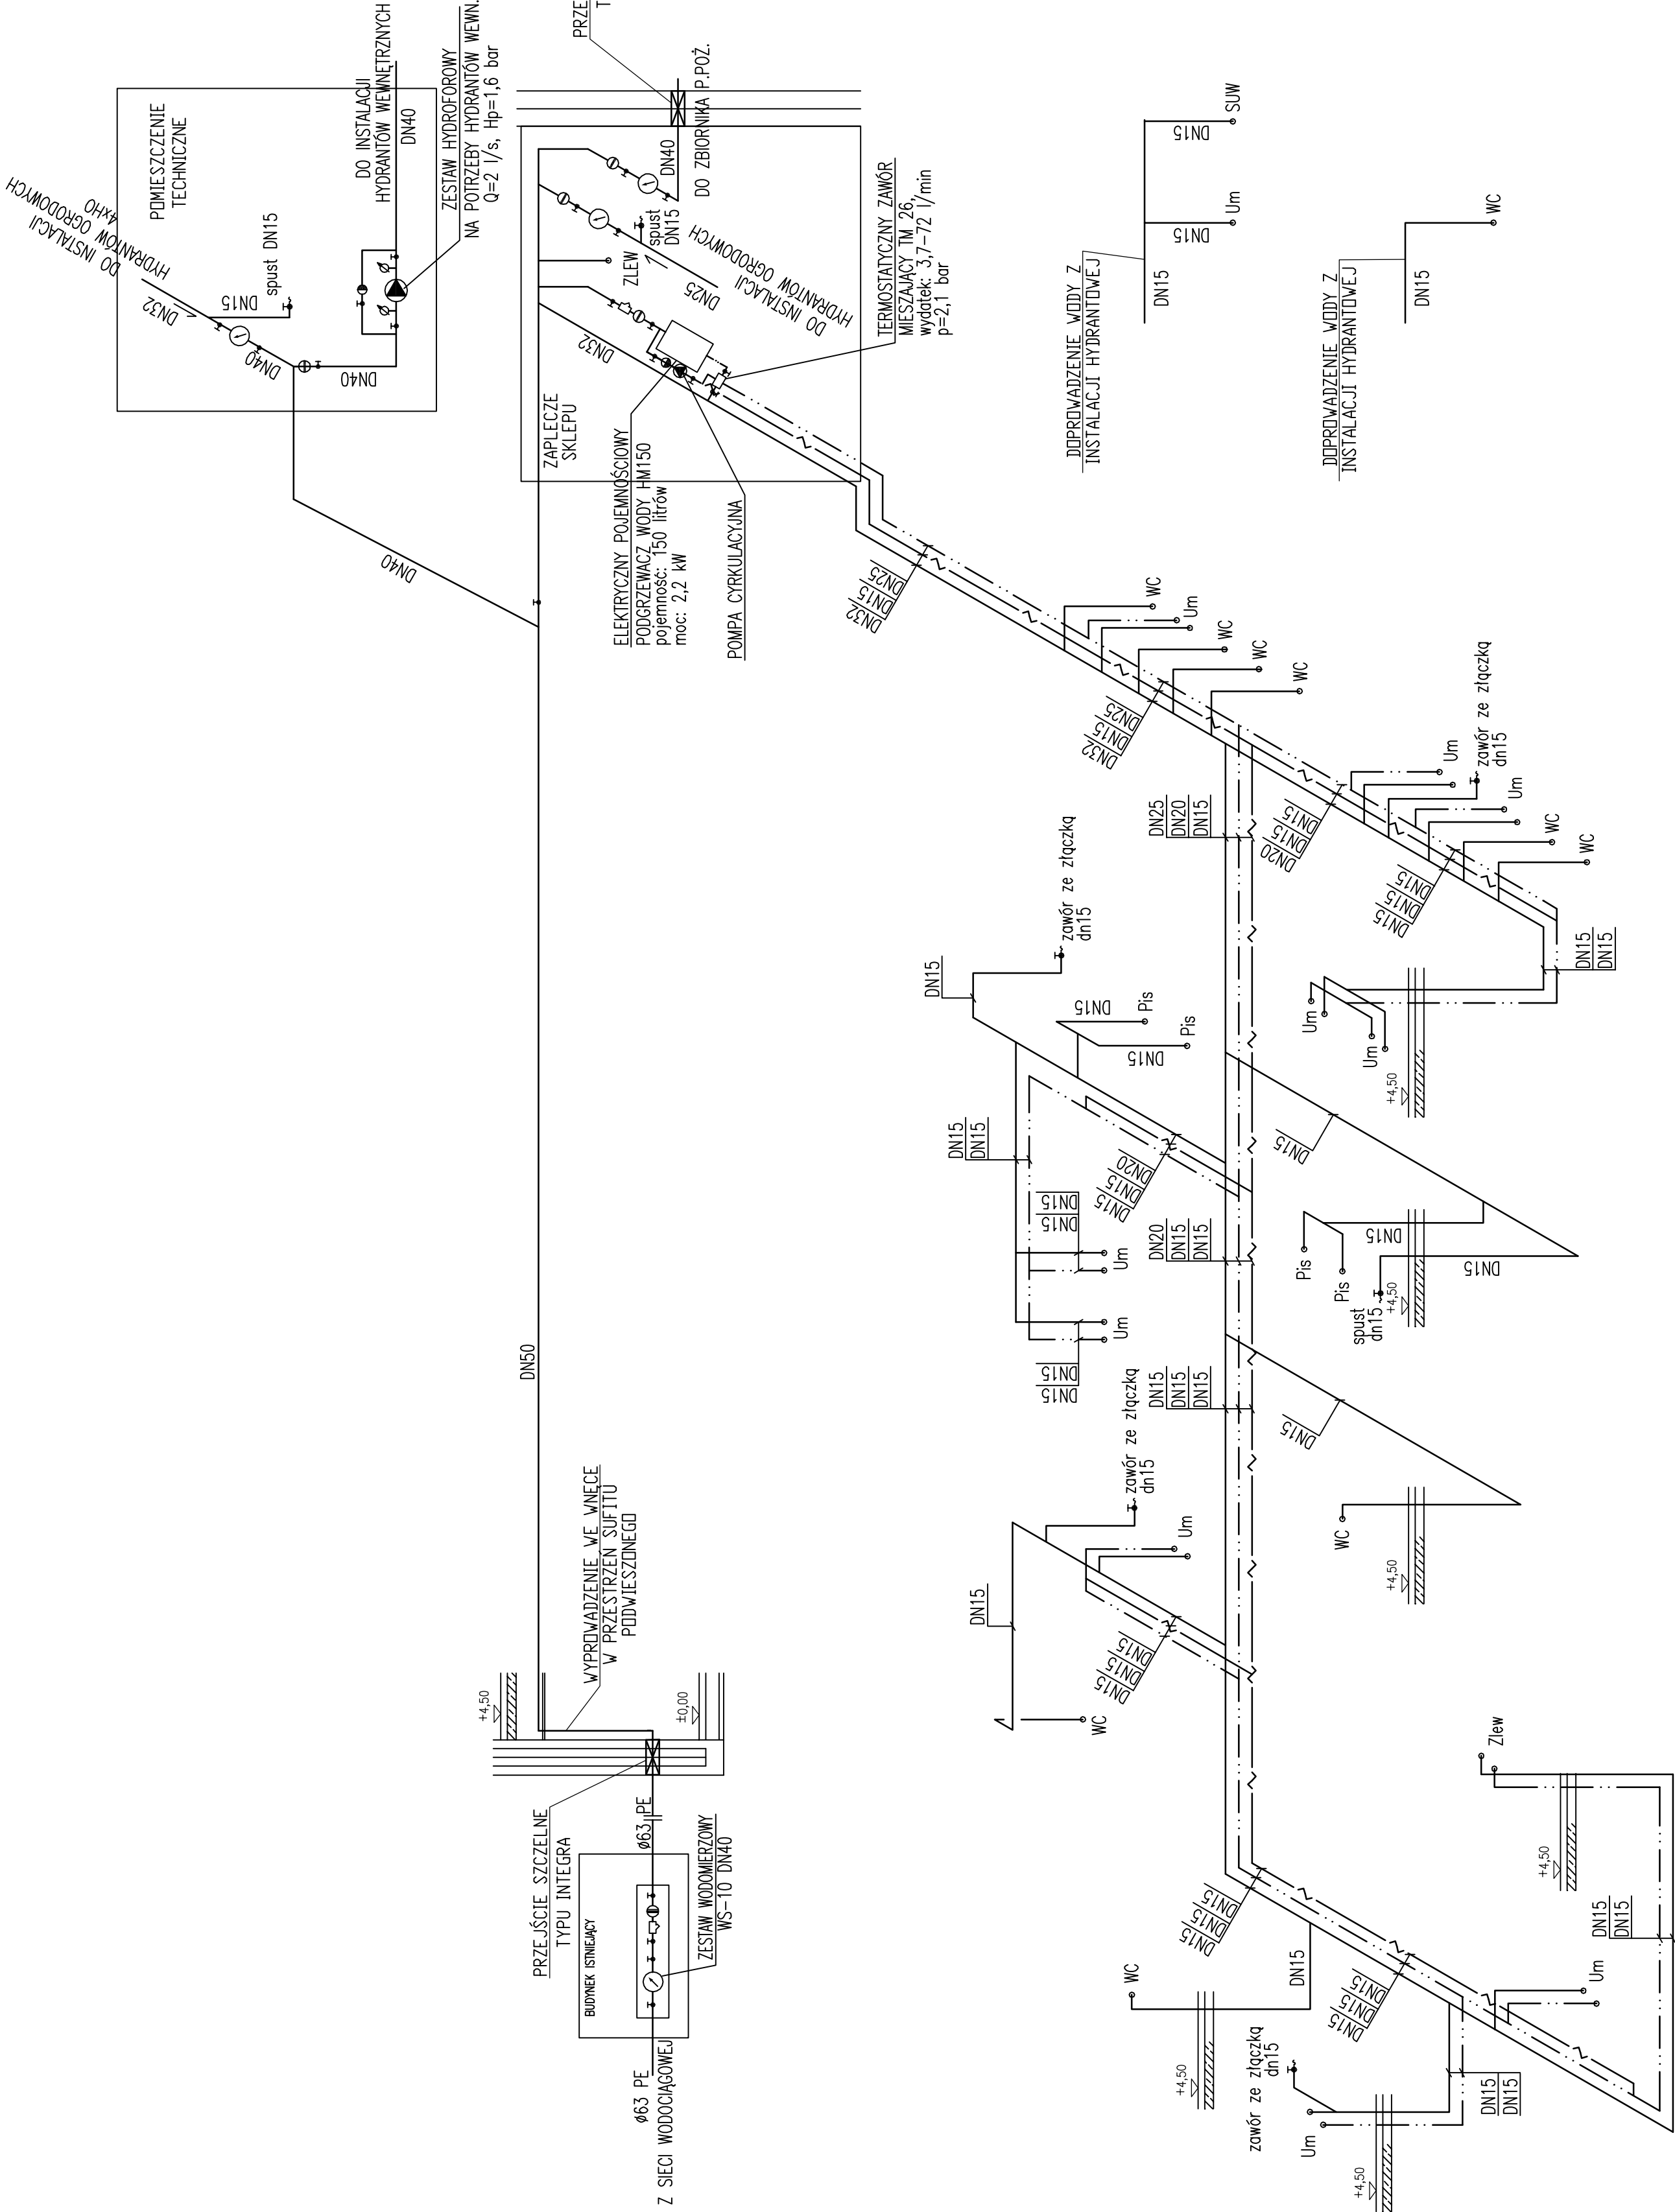 DO INSTALACJI
HYDRANTÓW OGRODOWYCH
4xHO
POMIESZCZENIE
TECHNICZNE
spust DN15
DN32
DN15
DN40
DN40
DO INSTALACJI
HYDRANTÓW WEWNĘTRZNYCH
DN40
ZESTAW HYDROFOROWY
NA POTRZEBY HYDRANTÓW WEWN.
Q=2 l/s, Hp=1,6 bar
PRZE
T
DN40
DO ZBIORNIKA P.POŻ.
spust
DN15
ZLEW
DN25
DO INSTALACJI
HYDRANTÓW OGRODOWYCH
DN32
ZAPLECZE
SKLEPU
TERMOSTATYCZNY ZAWÓR
MIESZAJĄCY TM 26,
wydatek: 3,7-72 l/min
p=2,1 bar
ELEKTRYCZNY POJEMNOŚCIOWY
PODGRZEWACZ WODY HM150
pojemność: 150 litrów
moc: 2,2 kW
POMPA CYRKULACYJNA
DN40
DN50
DOPROWADZENIE WODY Z
INSTALACJI HYDRANTOWEJ
DN15
DN15
Um
DN15
SUW
DOPROWADZENIE WODY Z
INSTALACJI HYDRANTOWEJ
DN15
WC
DN32
DN15
DN25
WC
Um
WC
WC
WC
DN32
DN15
DN25
DN25
DN20
DN15
DN20
DN15
DN15
Um
zawór ze złączką
dn15
Um
WC
WC
DN15
DN15
DN15
DN15
DN15
Um
Um
+4,50
DN15
zawór ze złączką
dn15
DN15
Pis
DN15
Pis
DN15
DN15
DN15
DN15
DN20
DN15
DN15
Um
DN15
DN15
Um
DN20
DN15
DN15
DN15
Pis
Pis
DN15
DN15
spust
dn15
+4,50
DN15
DN15
DN15
DN15
WC
+4,50
zawór ze złączką
dn15
Um
DN15
WC
DN15
DN15
DN15
WYPROWADZENIE WE WNĘCE
W PRZESTRZEŃ SUFITU
PODWIESZONEGO
+4,50
±0,00
PRZEJŚCIE SZCZELNE
TYPU INTEGRA
ø63 PE
BUDYNEK ISTNIEJĄCY
ZESTAW WODOMIERZOWY
WS-10 DN40
ø63 PE
Z SIECI WODOCIĄGOWEJ
DN15
DN15
DN15
WC
DN15
+4,50
DN15
DN15
DN15
zawór ze złączką
dn15
Um
+4,50
DN15
DN15
Um
Zlew
+4,50
DN15
DN15